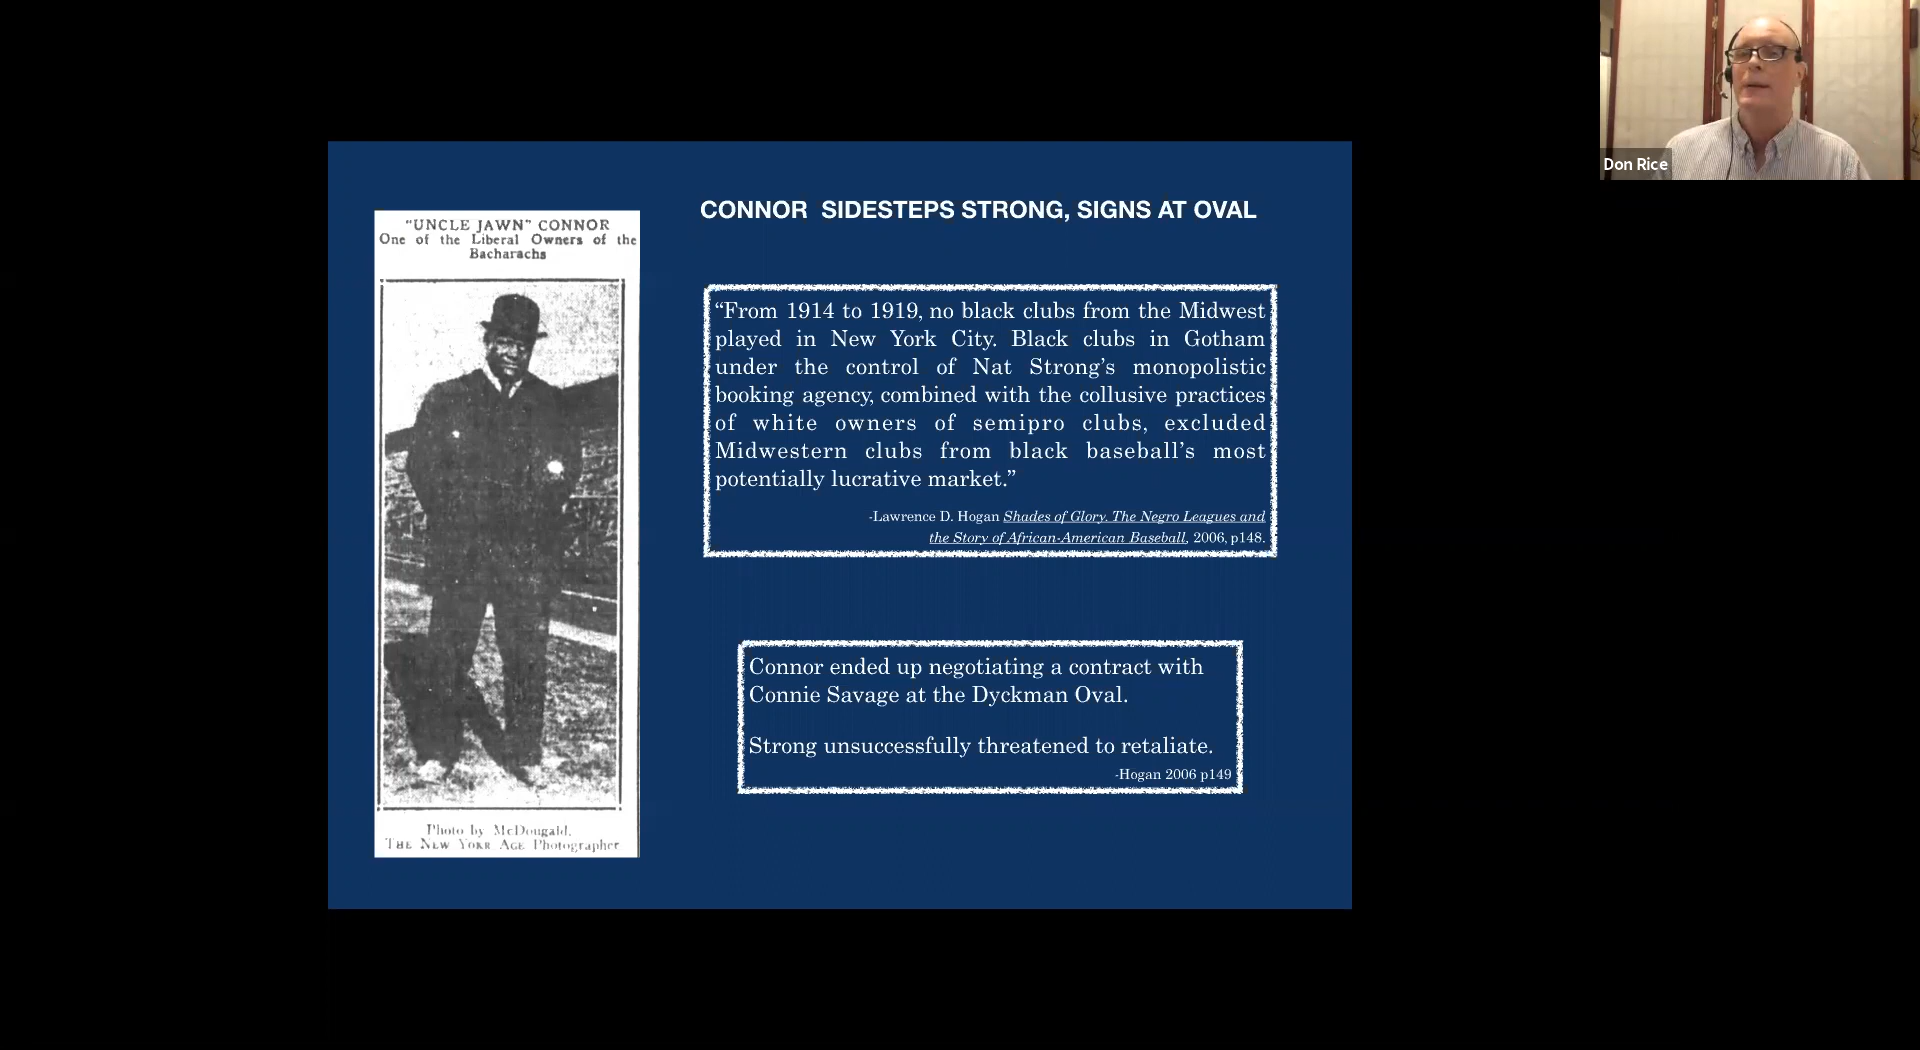 "UNCLE JAWN" CONNOR
One of the Liberal Owners of the
Bacharachs
Photo by McDougald,
THE NEW YORK AGE Photographer
CONNOR SIDESTEPS STRONG, SIGNS AT OVAL
“From 1914 to 1919, no black clubs from the Midwest
played in New York City. Black clubs in Gotham
under the control of Nat Strong’s monopolistic
booking agency, combined with the collusive practices
of white owners of semipro clubs, excluded
Midwestern clubs from black baseball’s most
potentially lucrative market.”
-Lawrence D. Hogan Shades of Glory. The Negro Leagues and
the Story of African-American Baseball, 2006, p148.
Connor ended up negotiating a contract with
Connie Savage at the Dyckman Oval.
Strong unsuccessfully threatened to retaliate.
-Hogan 2006 p149
Don Rice